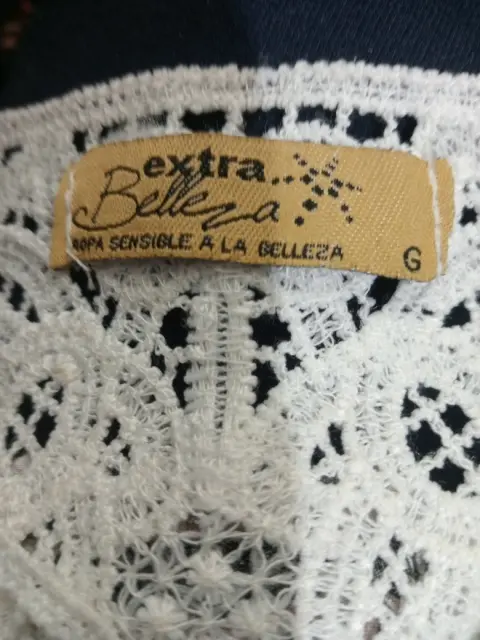 extra
Belleza
ROPA SENSIBLE A LA BELLEZA
G